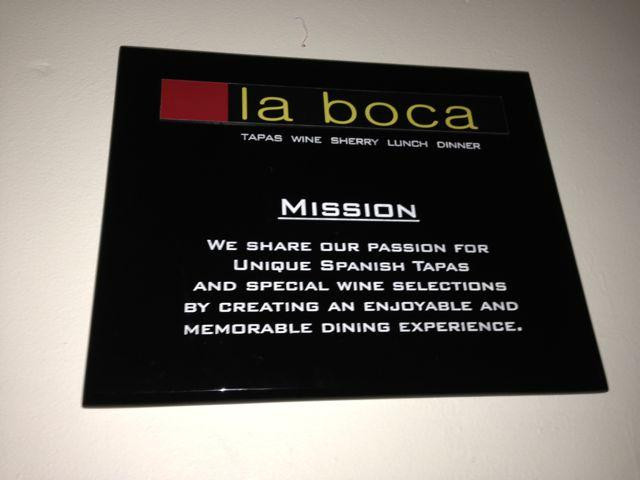 la boca
TAPAS WINE SHERRY LUNCH DINNER
MISSION
WE SHARE OUR PASSION FOR
UNIQUE SPANISH TAPAS
AND SPECIAL WINE SELECTIONS
BY CREATING AN ENJOYABLE AND
MEMORABLE DINING EXPERIENCE.